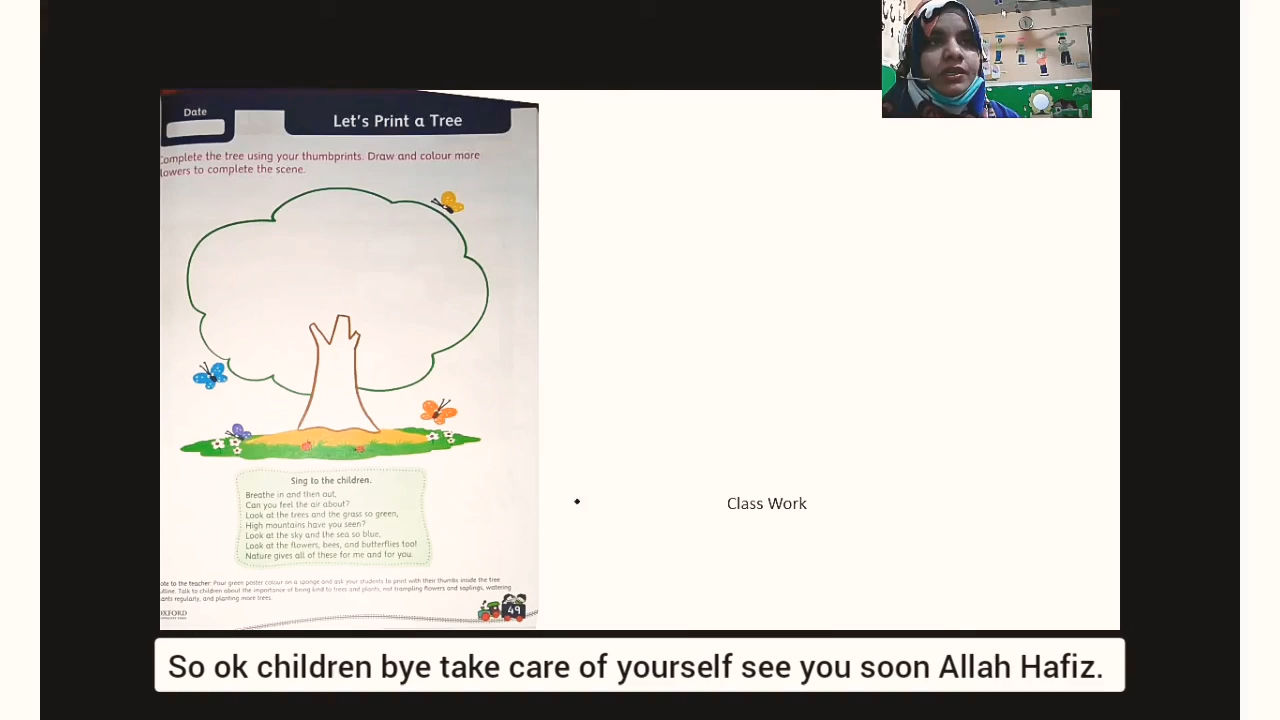 Date
Let's Print a Tree
Complete the tree using your thumbprints. Draw and colour more
lowers to complete the scene.
Sing to the children.
Breathe in and then out,
Can you feel the air about?
Look at the trees and the grass so green,
High mountains have you seen?
Look at the sky and the sea so blue,
Look at the flowers, bees, and butterflies too!
Nature gives all of these for me and for you.
ote to the teacher: Pour green poster colour on a sponge and ask your students to print with their thumbs inside the tree
utline. Talk to children about the importance of being kind to trees and plants, not trampling flowers and saplings, watering
ants regularly, and planting more trees.
OXFORD
49
• Class Work
So ok children bye take care of yourself see you soon Allah Hafiz.